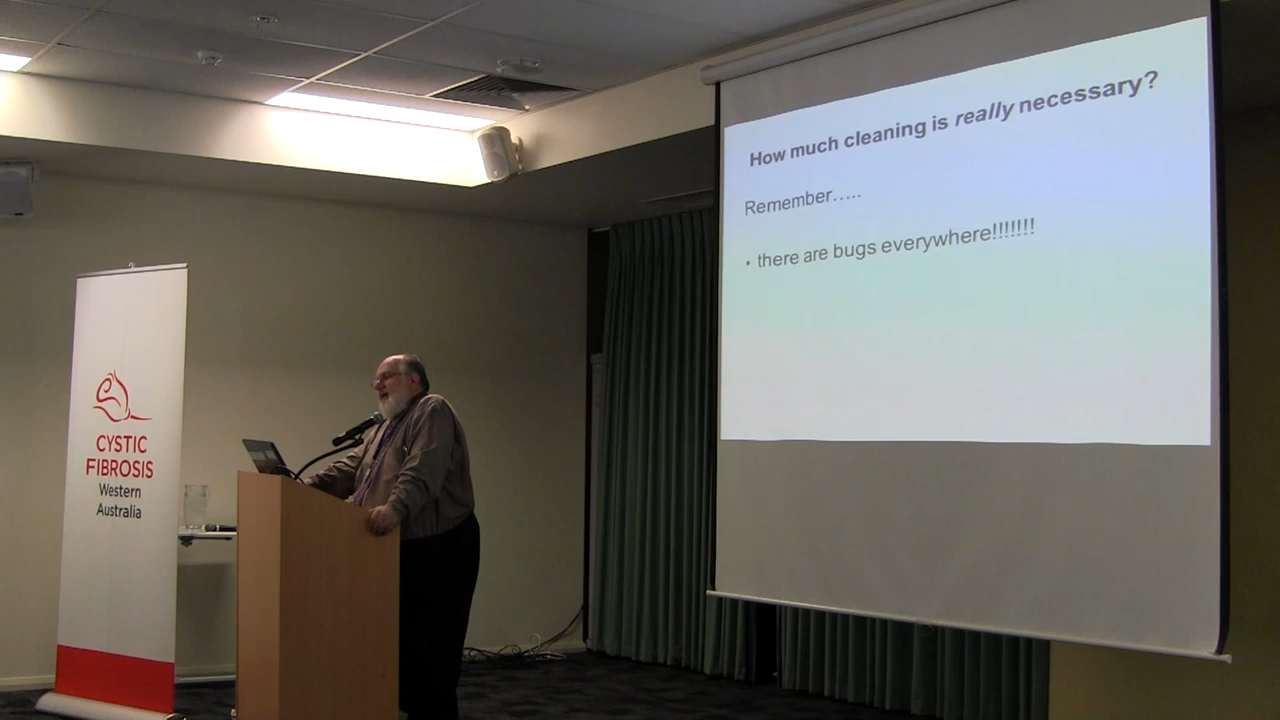 How much cleaning is really necessary?
Remember…..
• there are bugs everywhere!!!!!!!
CYSTIC
FIBROSIS
Western
Australia